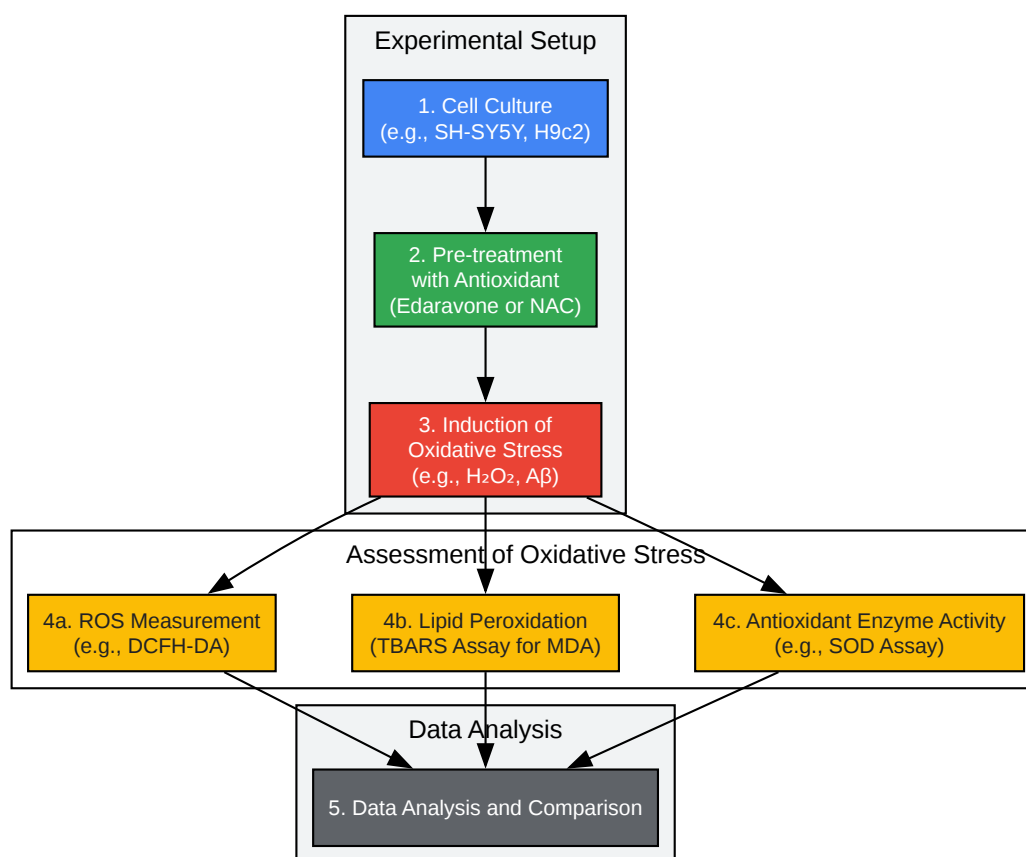 Experimental Setup
1. Cell Culture
(e.g., SH-SY5Y, H9c2)
2. Pre-treatment
with Antioxidant
(Edaravone or NAC)
3. Induction of
Oxidative Stress
(e.g., H₂O₂, Aβ)
Assessment of Oxidative Stress
4a. ROS Measurement
(e.g., DCFH-DA)
4b. Lipid Peroxidation
(TBARS Assay for MDA)
4c. Antioxidant Enzyme Activity
(e.g., SOD Assay)
Data Analysis
5. Data Analysis and Comparison